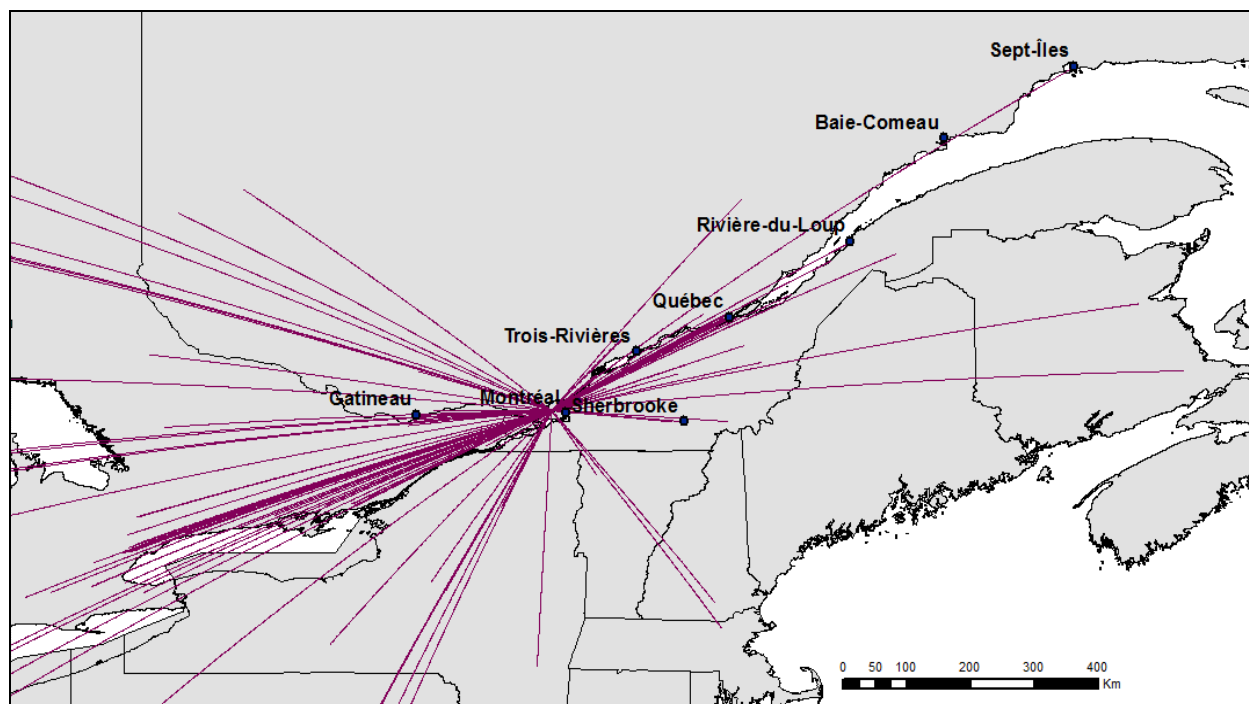 Sept-Îles
Baie-Comeau
Rivière-du-Loup
Québec
Trois-Rivières
Gatineau
Montréal
Sherbrooke
0 50 100 200 300 400
Km